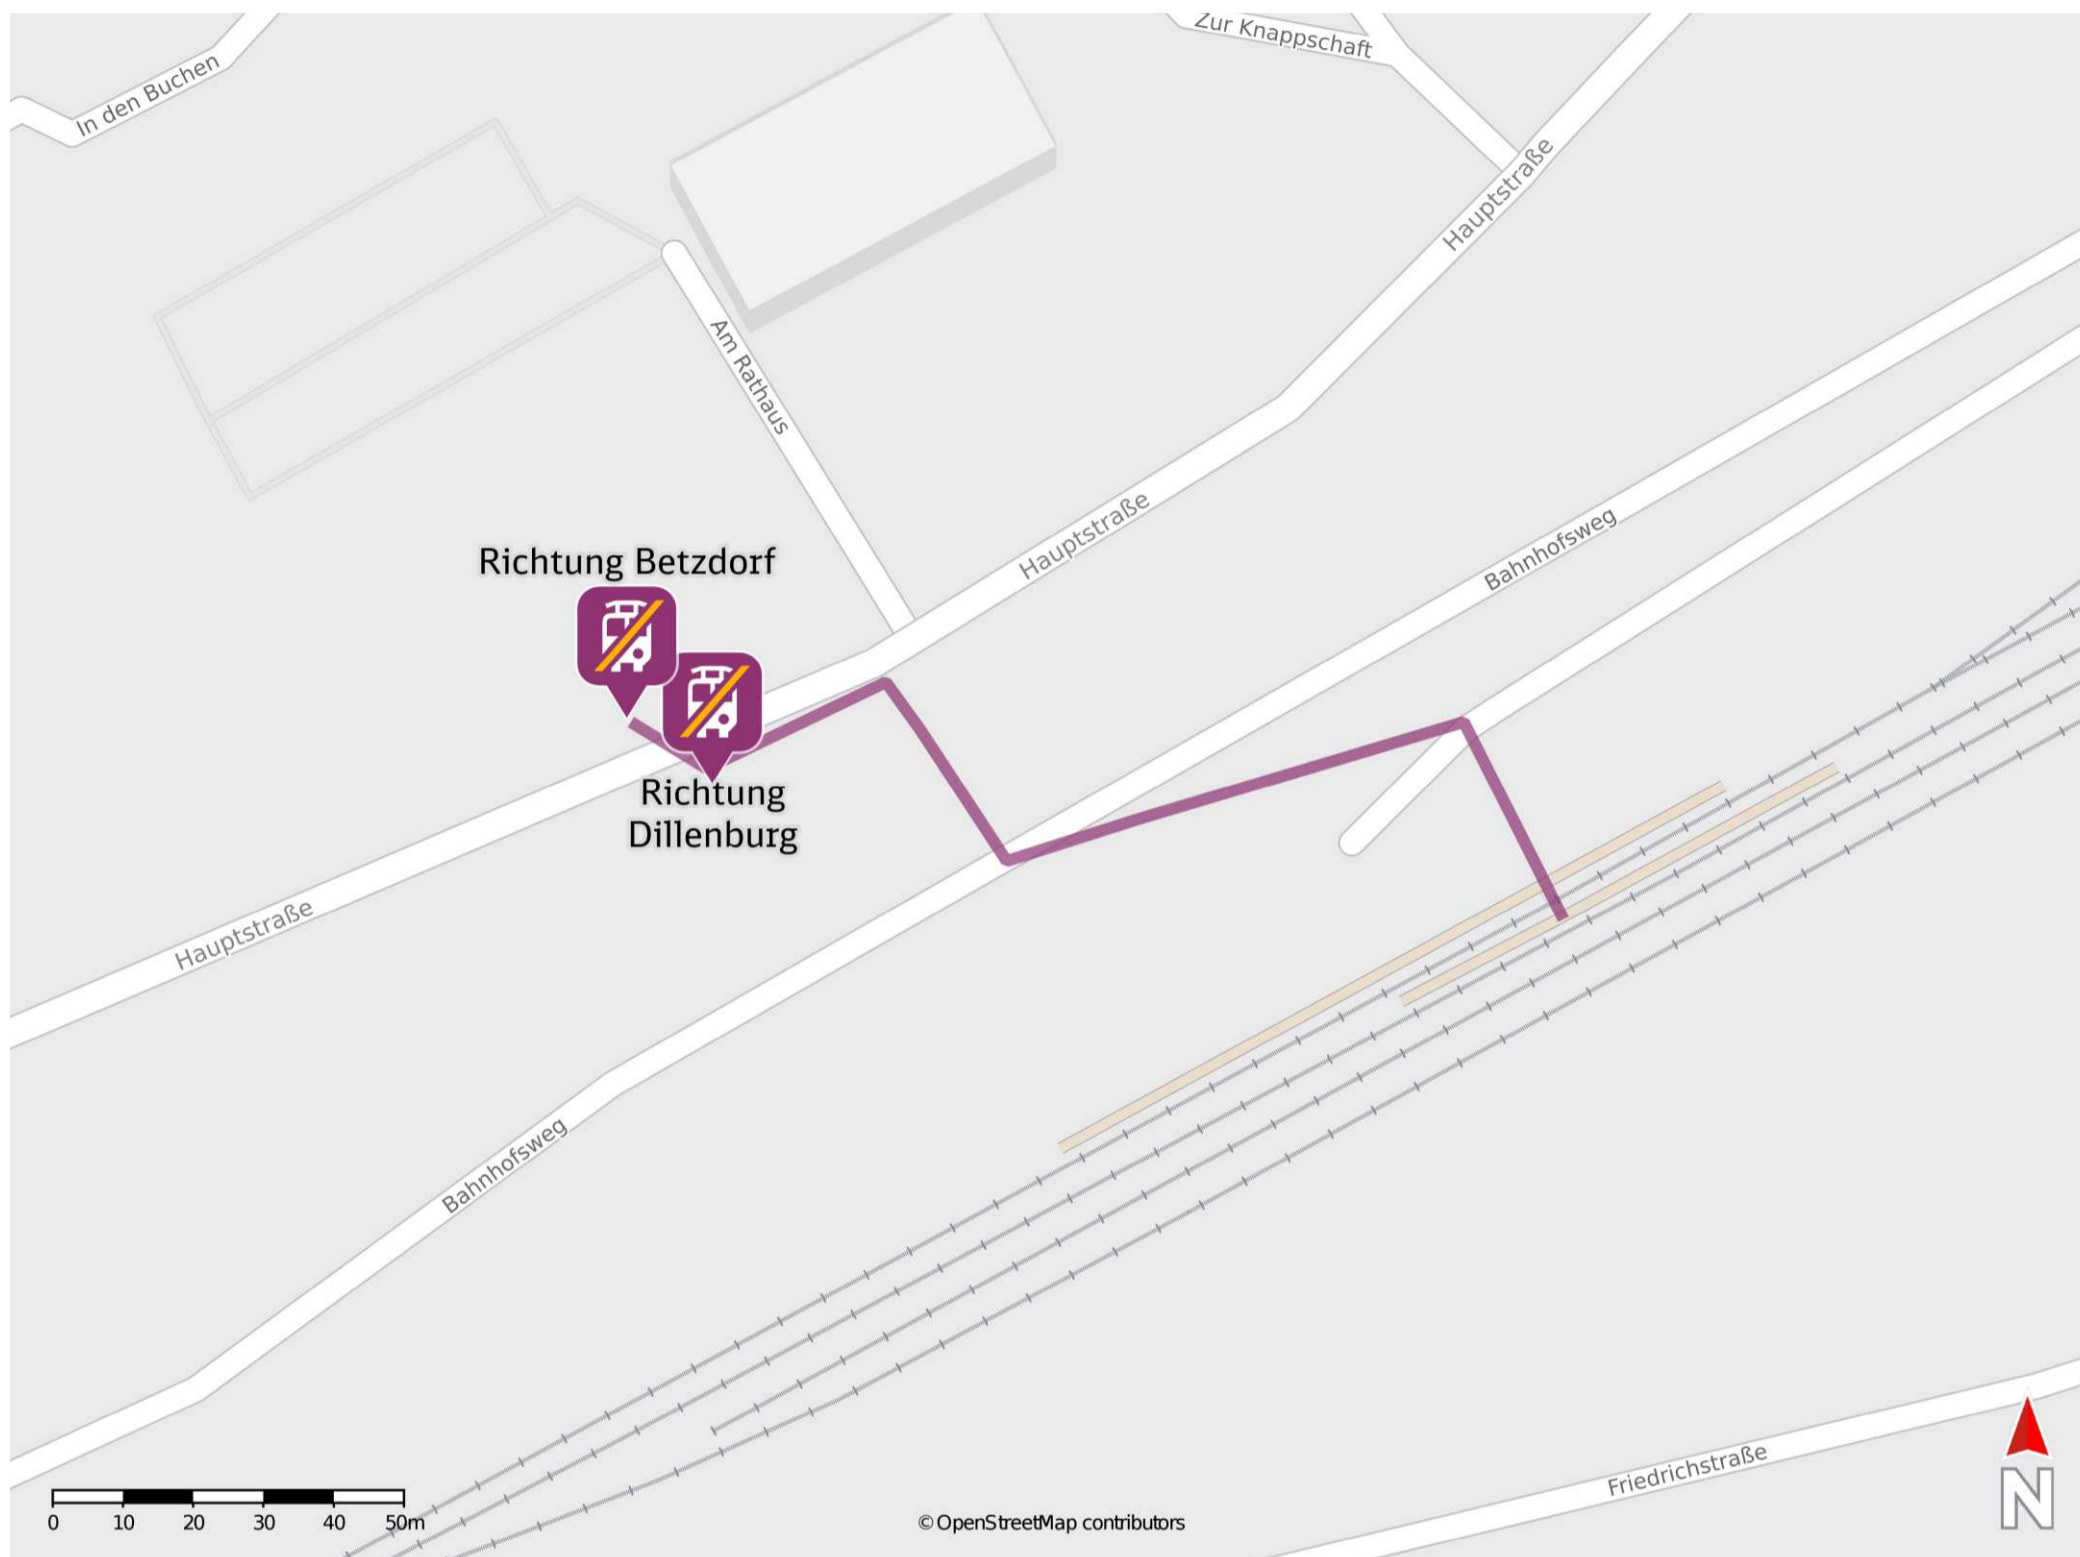 Zur Knappschaft
In den Buchen
Hauptstraße
Am Rathaus
Hauptstraße
Bahnhofsweg
Richtung Betzdorf
Richtung
Dillenburg
Hauptstraße
Bahnhofsweg
Friedrichstraße
0 10 20 30 40 50m
© OpenStreetMap contributors
N